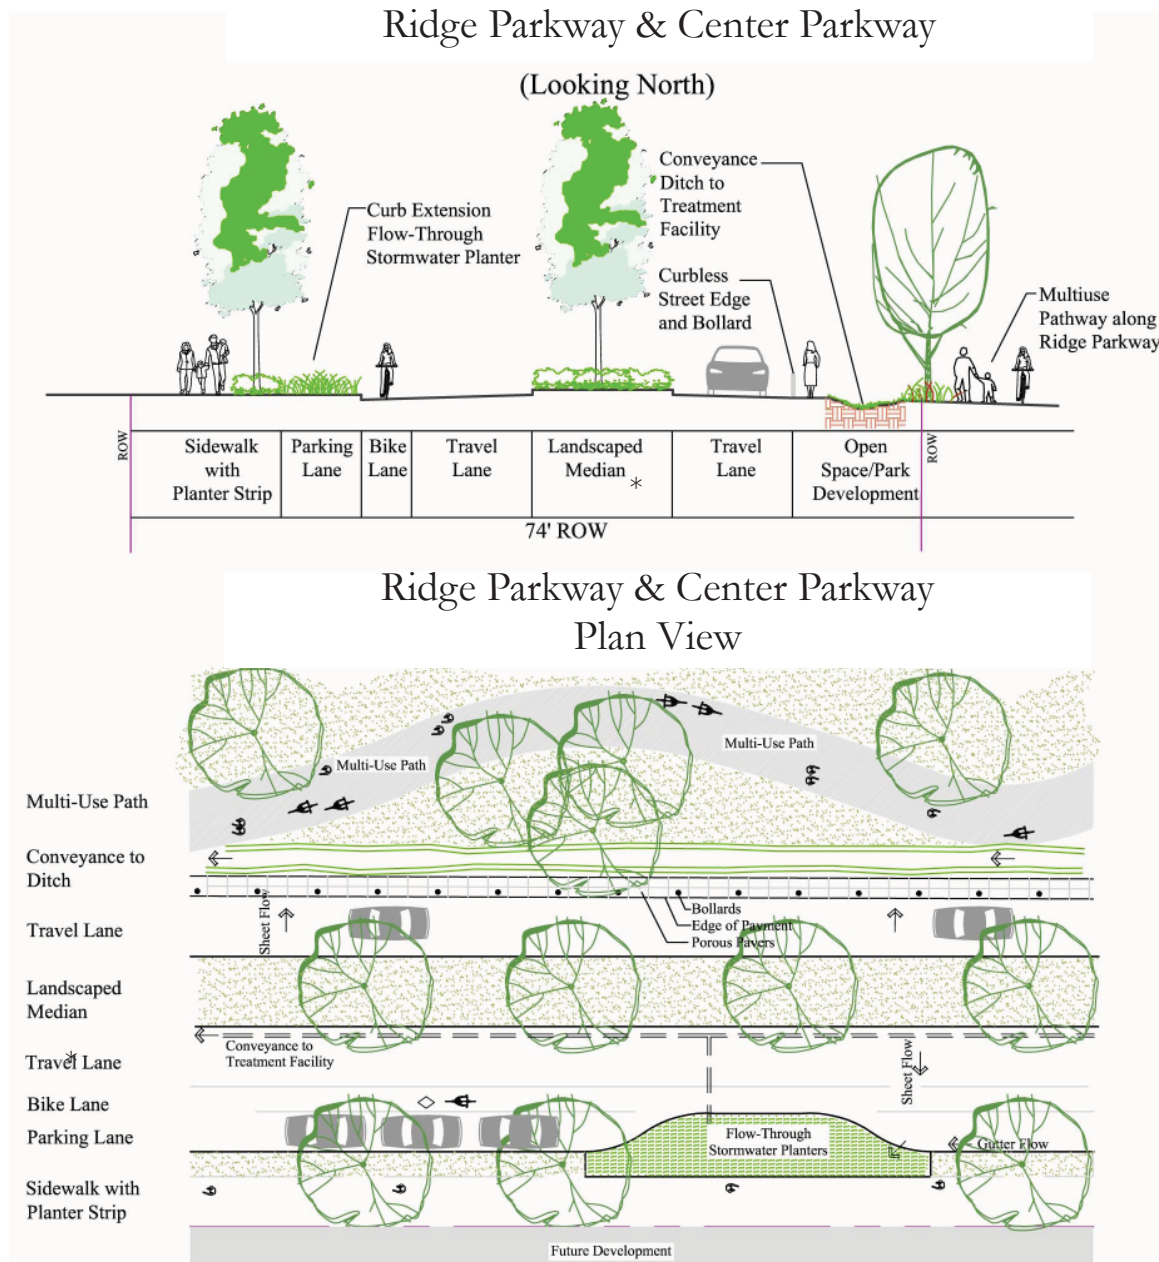 Ridge Parkway & Center Parkway
(Looking North)
Curb Extension
Flow-Through
Stormwater Planter
Conveyance
Ditch to
Treatment
Facility
Curbless
Street Edge
and Bollard
Multiuse
Pathway along
Ridge Parkway
ROW
Sidewalk
with
Planter Strip
Parking
Lane
Bike
Lane
Travel
Lane
Landscaped
Median
*
Travel
Lane
Open
Space/Park
Development
ROW
74' ROW
Ridge Parkway & Center Parkway
Plan View
Multi-Use Path
Multi-Use Path
Multi-Use Path
Conveyance to
Ditch
Sheet Flow
Bollards
Edge of Payment
Porous Pavers
Travel Lane
Landscaped
Median
Conveyance to
Treatment Facility
Travel Lane
*
Sheet Flow
Bike Lane
Parking Lane
Flow-Through
Stormwater Planters
Gutter Flow
Sidewalk with
Planter Strip
Future Development